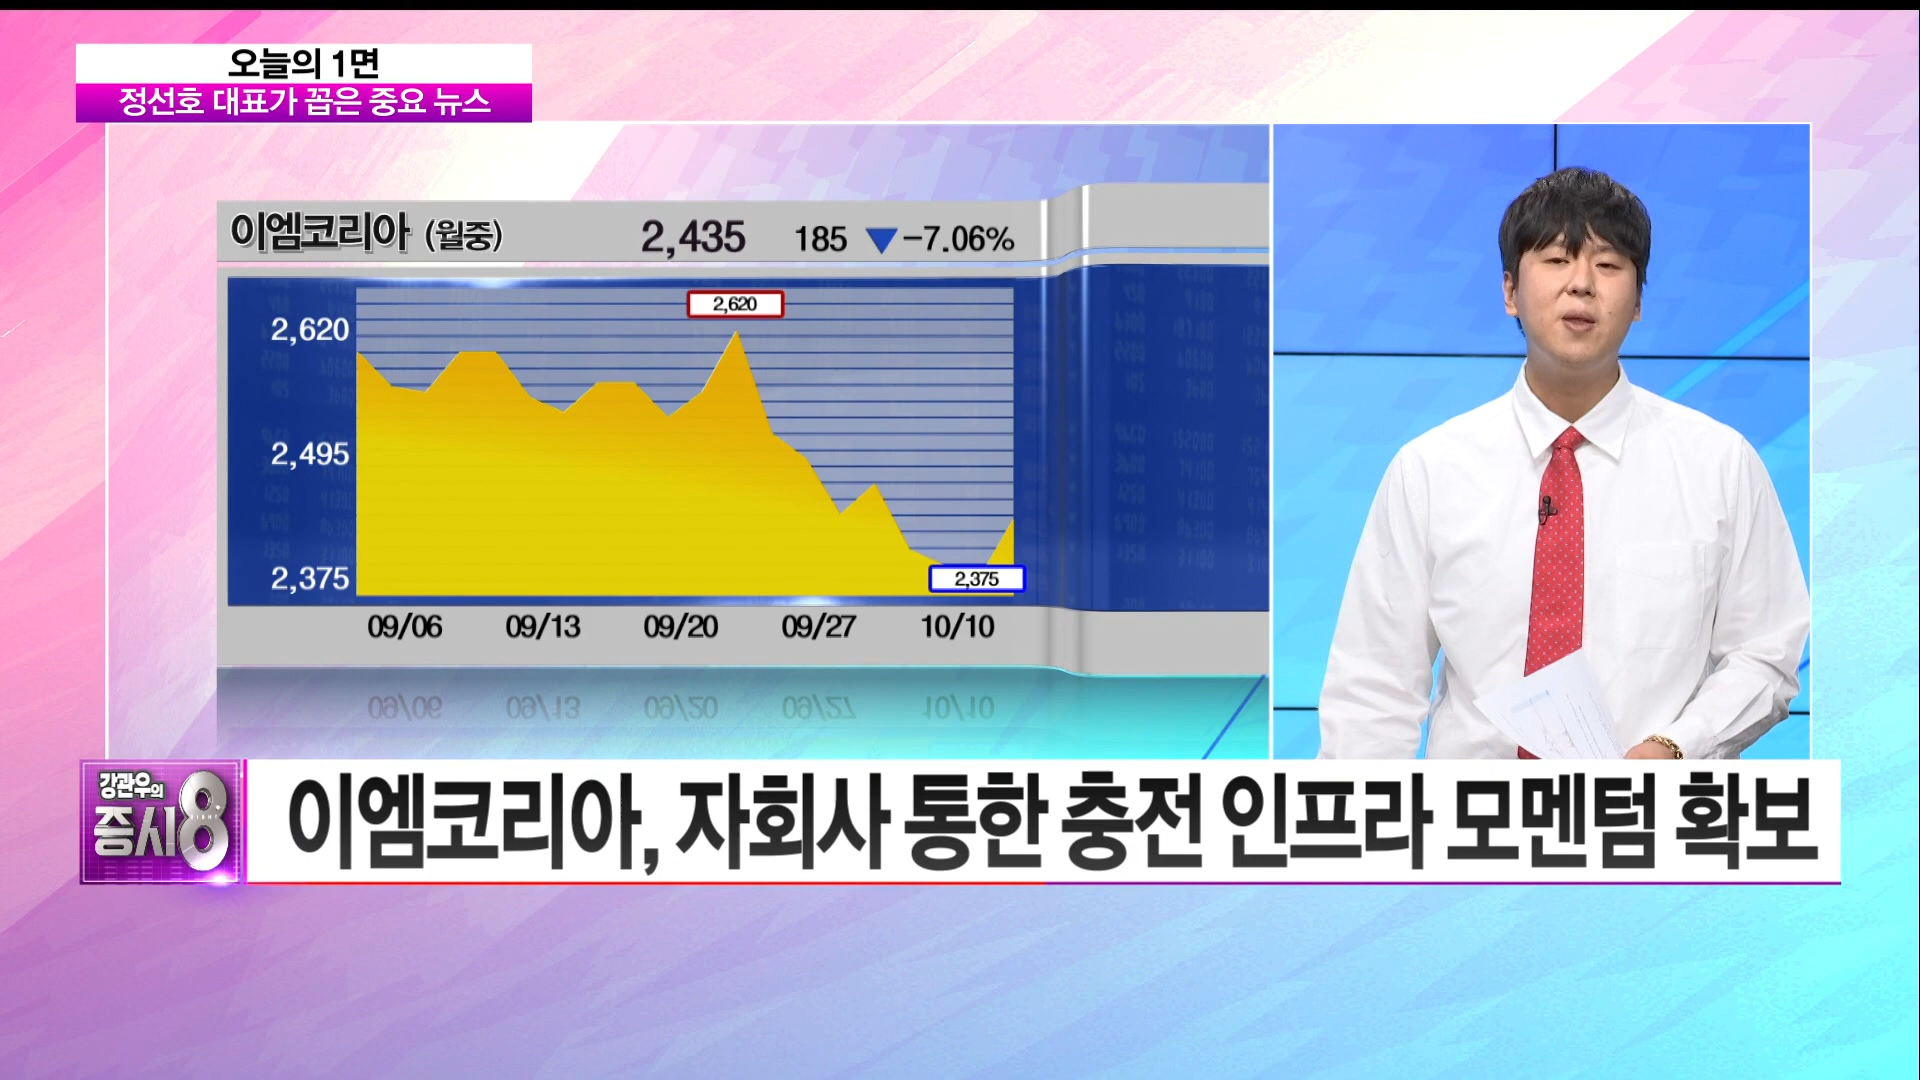 오늘의 1면
정선호 대표가 꼽은 중요 뉴스
이엠코리아 (월중) 2,435 185 ▼-7.06%
2,620
2,620
2,495
2,375
2,375
09/06 09/13 09/20 09/27 10/10
강관우의
증시8
이엠코리아, 자회사 통한 충전 인프라 모멘텀 확보